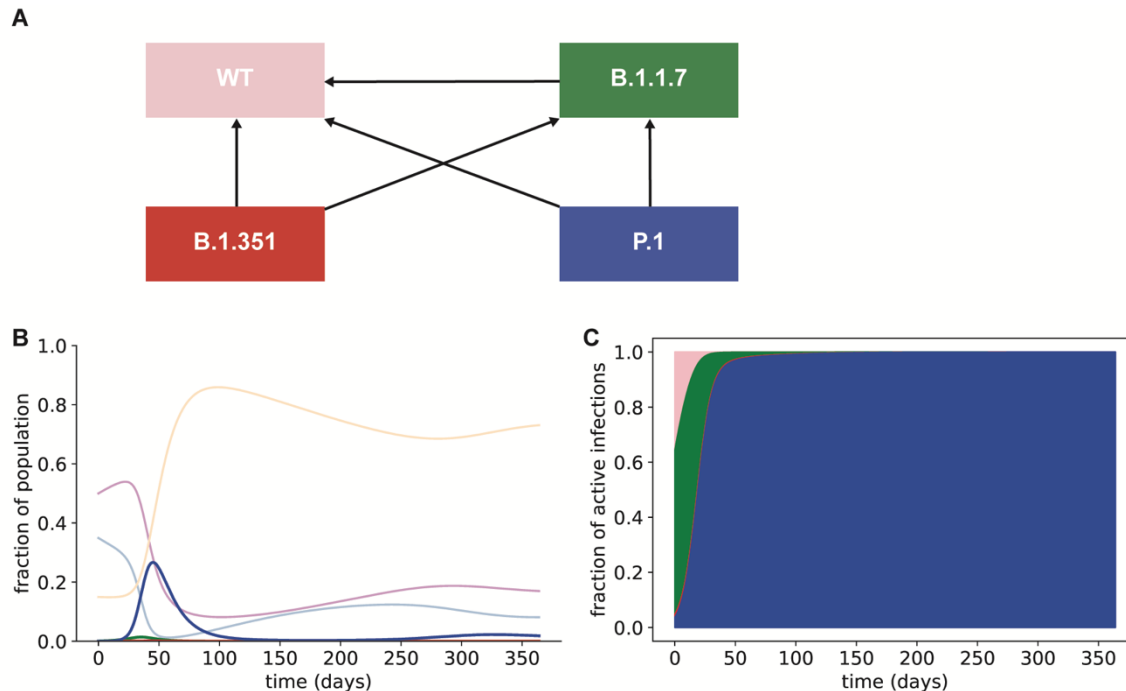 A
WT
B.1.1.7
B.1.351
P.1
B
fraction of population
1.0
0.8
0.6
0.4
0.2
0.0
0 50 100 150 200 250 300 350
time (days)
C
fraction of active infections
1.0
0.8
0.6
0.4
0.2
0.0
0 50 100 150 200 250 300 350
time (days)